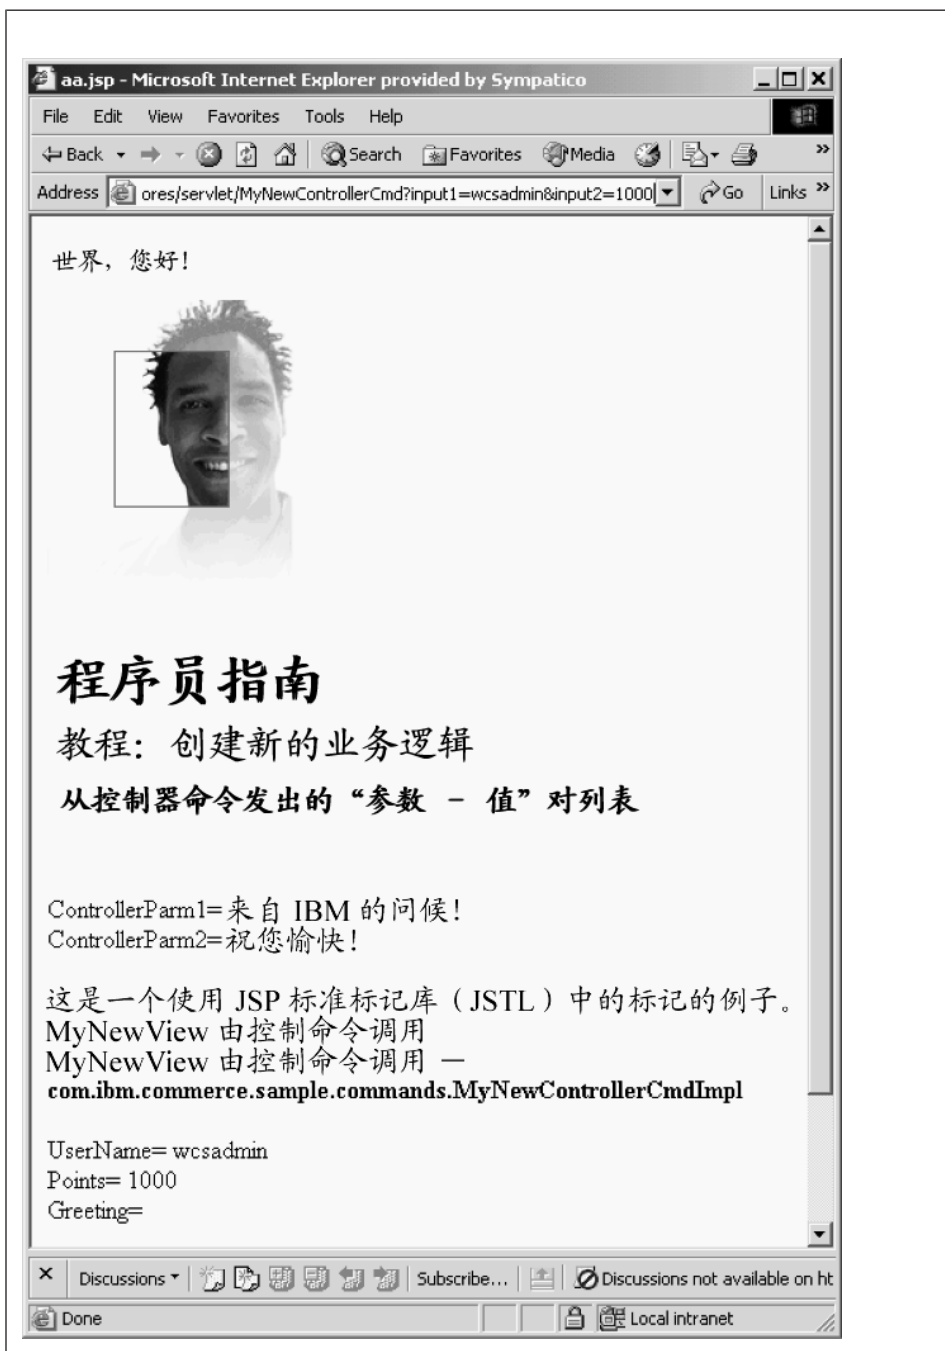 aa.jsp - Microsoft Internet Explorer provided by Sympatico
File Edit View Favorites Tools Help
Back Search Favorites Media »
Address ores/servlet/MyNewControllerCmd?input1=wcsadmin&input2=1000 Go Links »
世界，您好！
程序员指南
教程：创建新的业务逻辑
从控制器命令发出的“参数 - 值”对列表
ControllerParm1=来自 IBM 的问候！
ControllerParm2=祝您愉快！
这是一个使用 JSP 标准标记库（JSTL）中的标记的例子。
MyNewView 由控制命令调用
MyNewView 由控制命令调用 —
com.ibm.commerce.sample.commands.MyNewControllerCmdImpl
UserName= wcsadmin
Points= 1000
Greeting=
× Discussions Subscribe... Discussions not available on ht
Done Local intranet